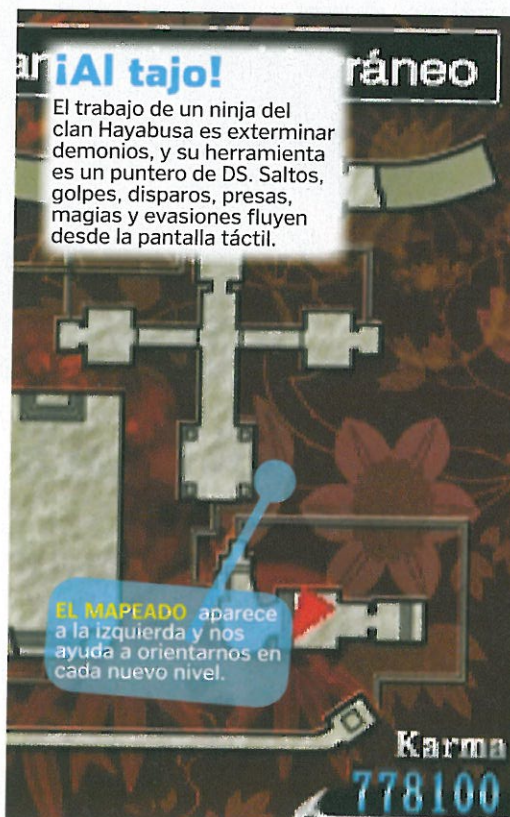 ¡Al tajo!
ráneo
El trabajo de un ninja del
clan Hayabusa es exterminar
demonios, y su herramienta
es un puntero de DS. Saltos,
golpes, disparos, presas,
magias y evasiones fluyen
desde la pantalla táctil.
EL MAPEADO aparece
a la izquierda y nos
ayuda a orientarnos en
cada nuevo nivel.
Karma
778100